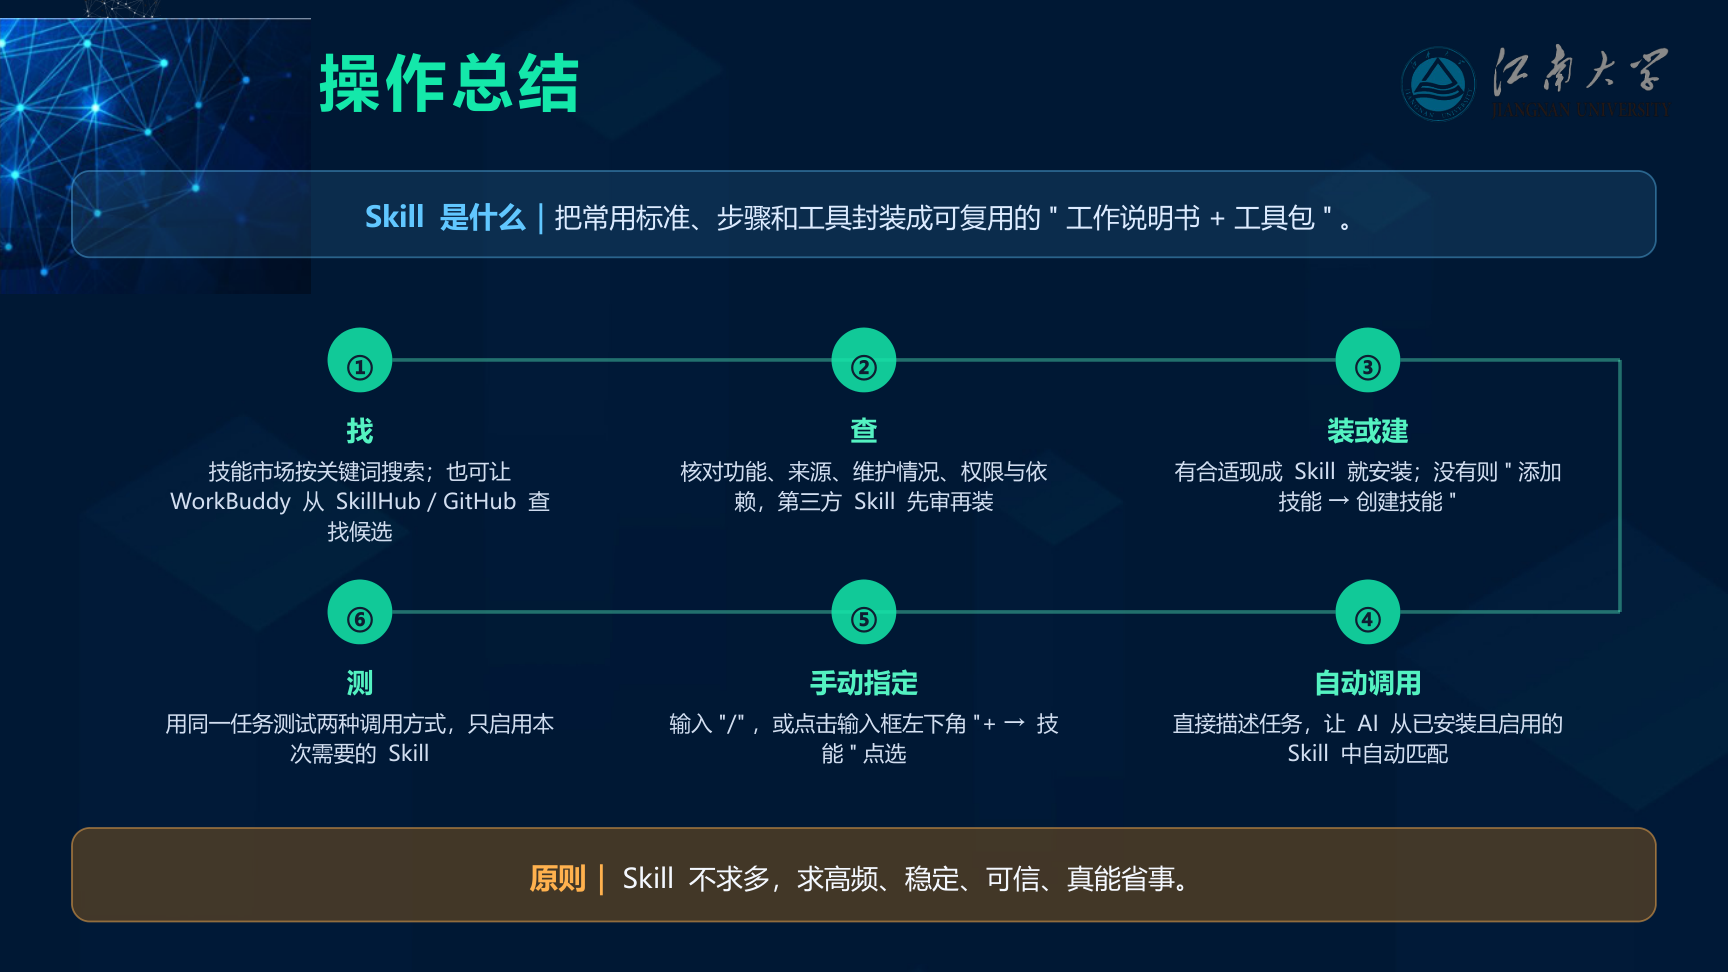 操作总结
江南大学
JIANGNAN UNIVERSITY
Skill 是什么 | 把常用标准、步骤和工具封装成可复用的 " 工作说明书 + 工具包 " 。
①
找
技能市场按关键词搜索；也可让
WorkBuddy 从 SkillHub / GitHub 查
找候选
②
查
核对功能、来源、维护情况、权限与依
赖，第三方 Skill 先审再装
③
装或建
有合适现成 Skill 就安装；没有则 " 添加
技能 → 创建技能 "
⑥
测
用同一任务测试两种调用方式，只启用本
次需要的 Skill
⑤
手动指定
输入 "/" ，或点击输入框左下角 "+ → 技
能 " 点选
④
自动调用
直接描述任务，让 AI 从已安装且启用的
Skill 中自动匹配
原则 | Skill 不求多，求高频、稳定、可信、真能省事。